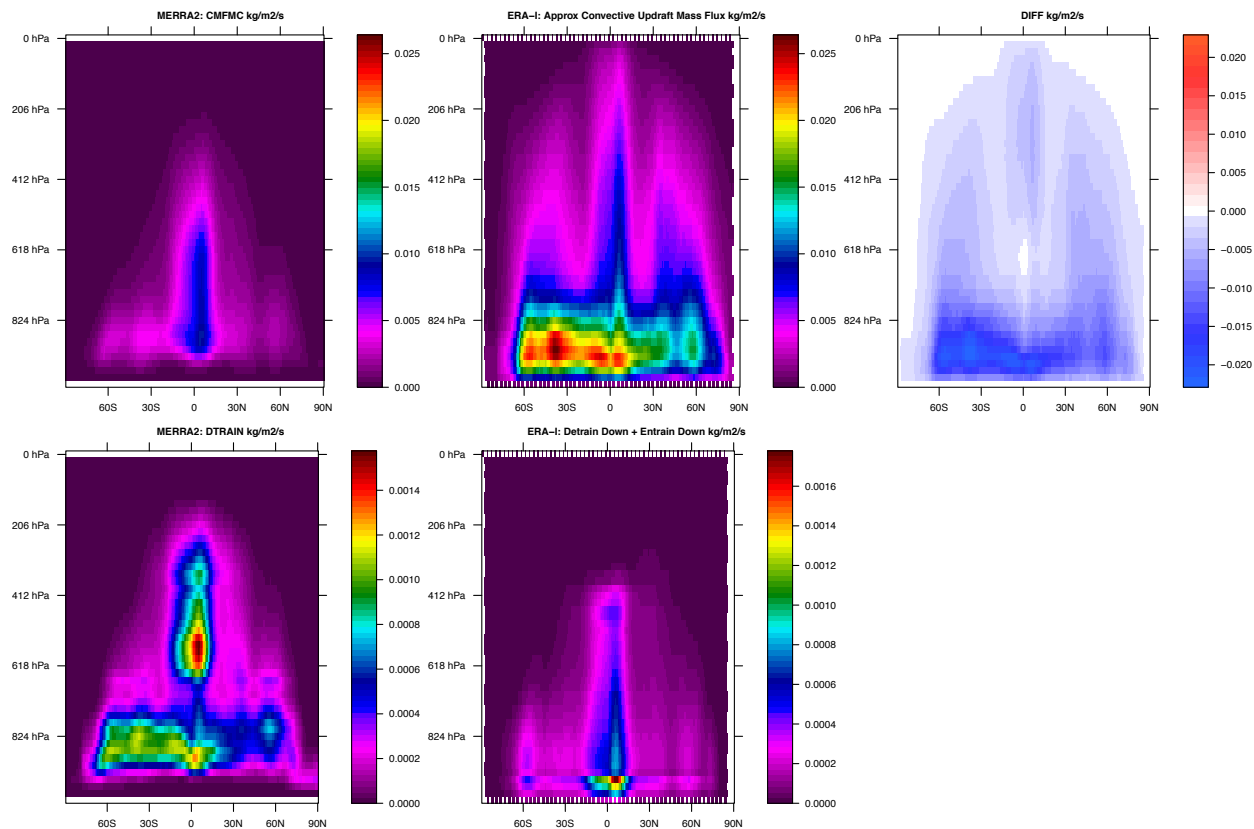 MERRA2: CMFMC kg/m2/s
0 hPa
206 hPa
412 hPa
618 hPa
824 hPa
60S 30S 0 30N 60N 90N
0.025
0.020
0.015
0.010
0.005
0.000
ERA−I: Approx Convective Updraft Mass Flux kg/m2/s
0 hPa
206 hPa
412 hPa
618 hPa
824 hPa
60S 30S 0 30N 60N 90N
0.025
0.020
0.015
0.010
0.005
0.000
DIFF kg/m2/s
0 hPa
206 hPa
412 hPa
618 hPa
824 hPa
60S 30S 0 30N 60N 90N
0.020
0.015
0.010
0.005
0.000
−0.005
−0.010
−0.015
−0.020
MERRA2: DTRAIN kg/m2/s
0 hPa
206 hPa
412 hPa
618 hPa
824 hPa
60S 30S 0N 30N 60N 90N
0.0014
0.0012
0.0010
0.0008
0.0006
0.0004
0.0002
0.0000
ERA−I: Detrain Down + Entrain Down kg/m2/s
0 hPa
206 hPa
412 hPa
618 hPa
824 hPa
60S 30S 0 30N 60N 90N
0.0016
0.0014
0.0012
0.0010
0.0008
0.0006
0.0004
0.0002
0.0000